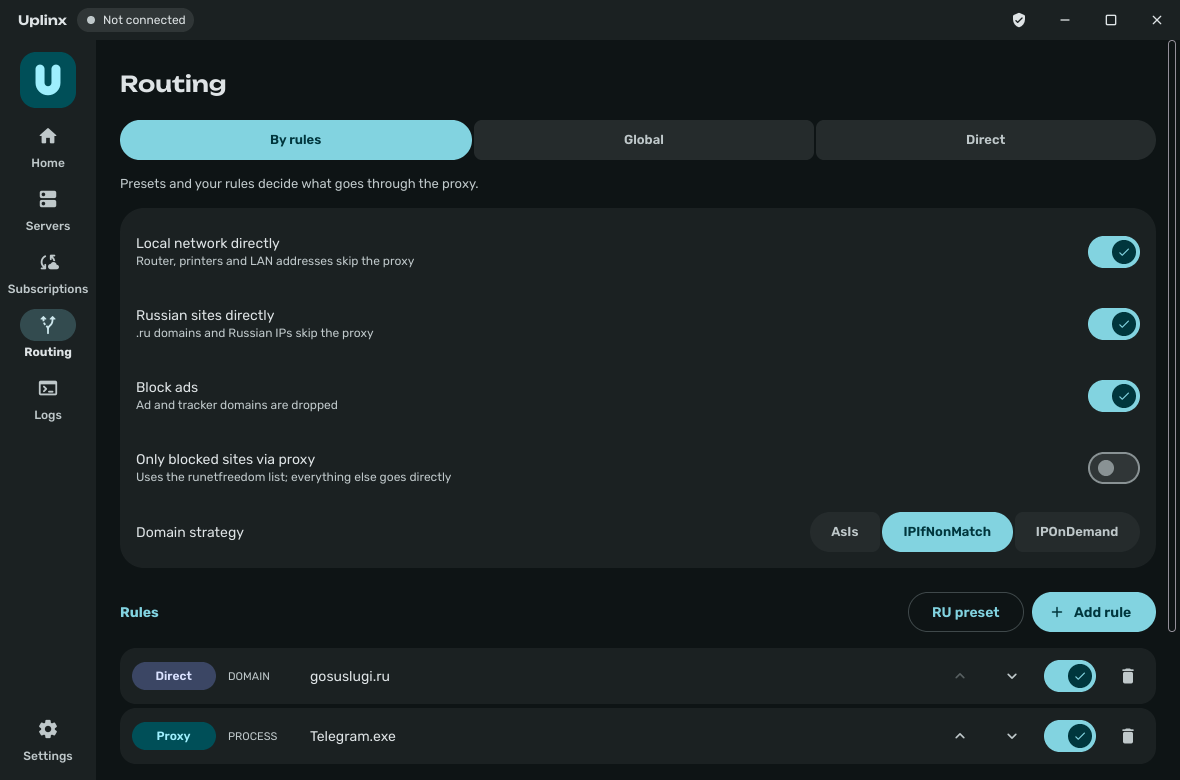 Uplinx
Not connected
U
Home
Servers
Subscriptions
Routing
Logs
Settings
Routing
By rules
Global
Direct
Presets and your rules decide what goes through the proxy.
Local network directly
Router, printers and LAN addresses skip the proxy
Russian sites directly
.ru domains and Russian IPs skip the proxy
Block ads
Ad and tracker domains are dropped
Only blocked sites via proxy
Uses the runetfreedom list; everything else goes directly
Domain strategy
AsIs
IPIfNonMatch
IPOnDemand
Rules
RU preset
+ Add rule
Direct
DOMAIN
gosuslugi.ru
Proxy
PROCESS
Telegram.exe